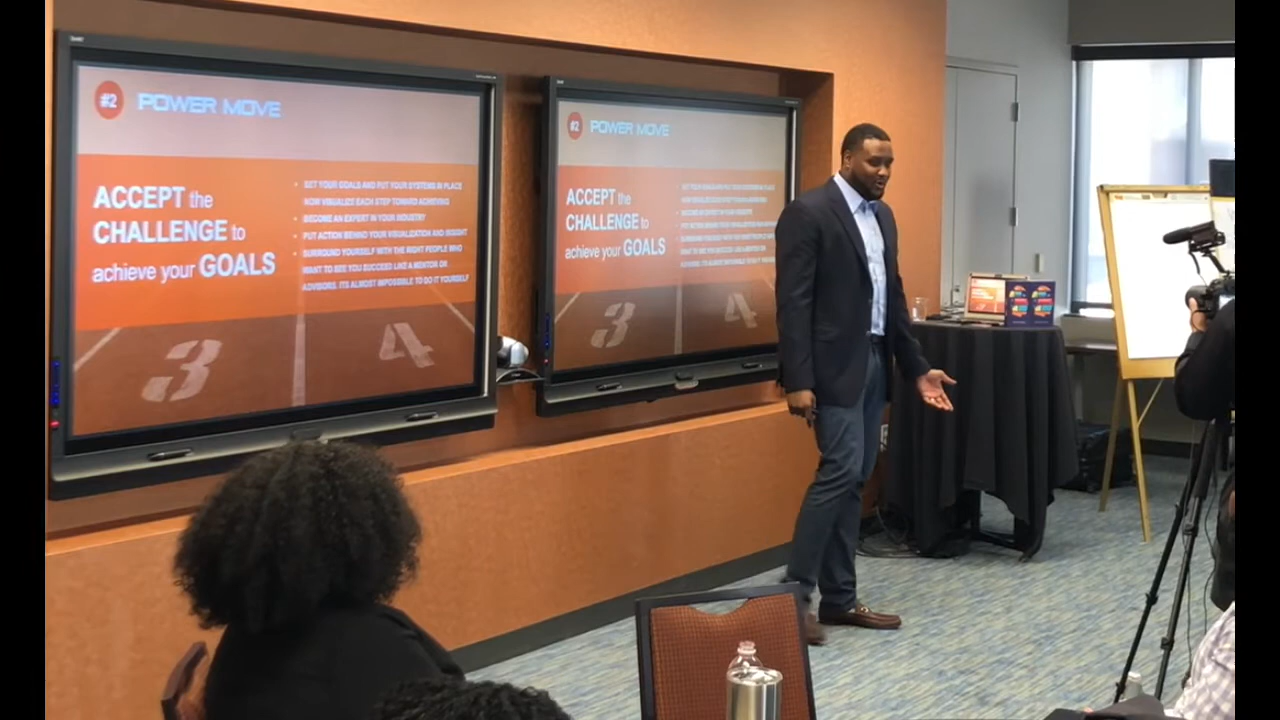 #2 POWER MOVE
ACCEPT the
CHALLENGE to
achieve your GOALS
• SET YOUR GOALS AND PUT YOUR SYSTEMS IN PLACE
NOW VISUALIZE EACH STEP TOWARD ACHIEVING
• BECOME AN EXPERT IN YOUR INDUSTRY
• PUT ACTION BEHIND YOUR VISUALIZATION AND INSIGHT
• SURROUND YOURSELF WITH THE RIGHT PEOPLE WHO
WANT TO SEE YOU SUCCEED LIKE A MENTOR OR
ADVISORS. ITS ALMOST IMPOSSIBLE TO DO IT YOURSELF
3 4
#2 POWER MOVE
ACCEPT the
CHALLENGE to
achieve your GOALS
3 4